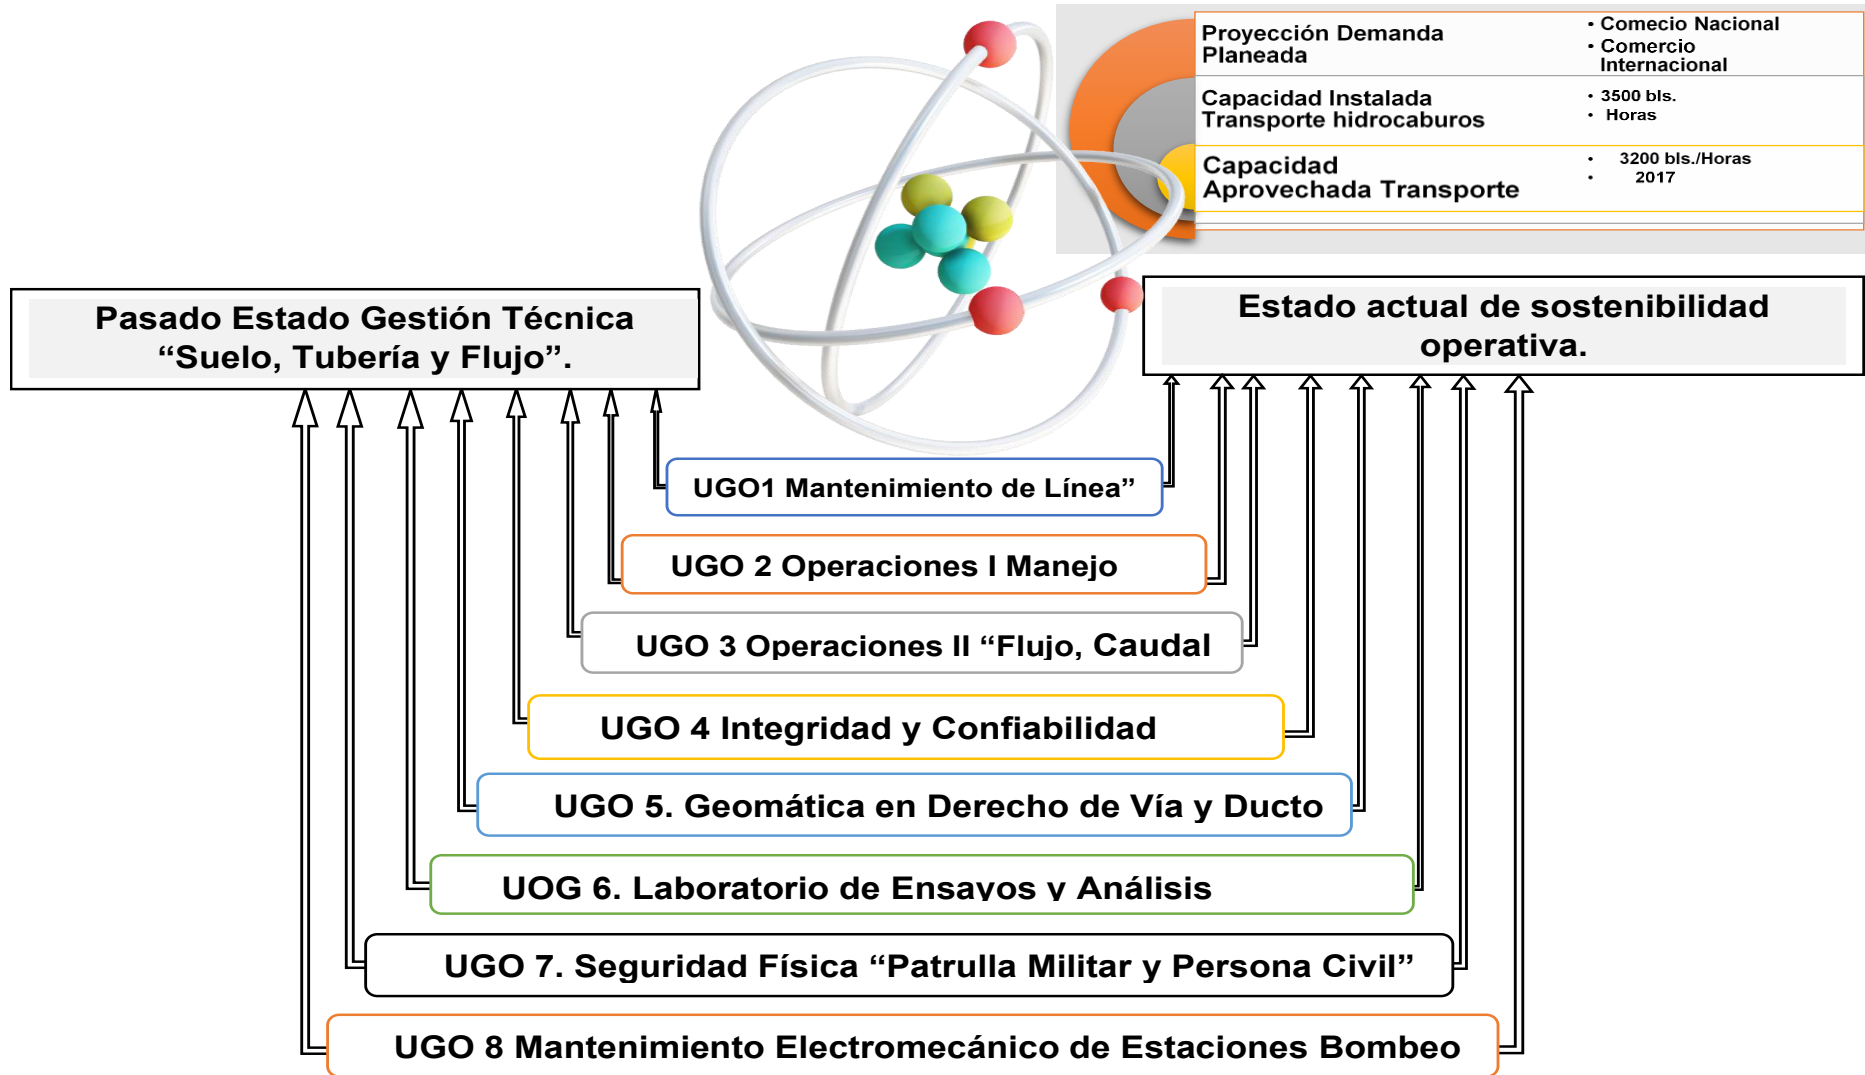 Proyección Demanda
Planeada
• Comecio Nacional
• Comercio
Internacional
Capacidad Instalada
Transporte hidrocaburos
• 3500 bls.
• Horas
Capacidad
Aprovechada Transporte
• 3200 bls./Horas
• 2017
Pasado Estado Gestión Técnica
“Suelo, Tubería y Flujo”.
Estado actual de sostenibilidad
operativa.
UGO1 Mantenimiento de Línea”
UGO 2 Operaciones I Manejo
UGO 3 Operaciones II “Flujo, Caudal
UGO 4 Integridad y Confiabilidad
UGO 5. Geomática en Derecho de Vía y Ducto
UOG 6. Laboratorio de Ensayos y Análisis
UGO 7. Seguridad Física “Patrulla Militar y Persona Civil”
UGO 8 Mantenimiento Electromecánico de Estaciones Bombeo